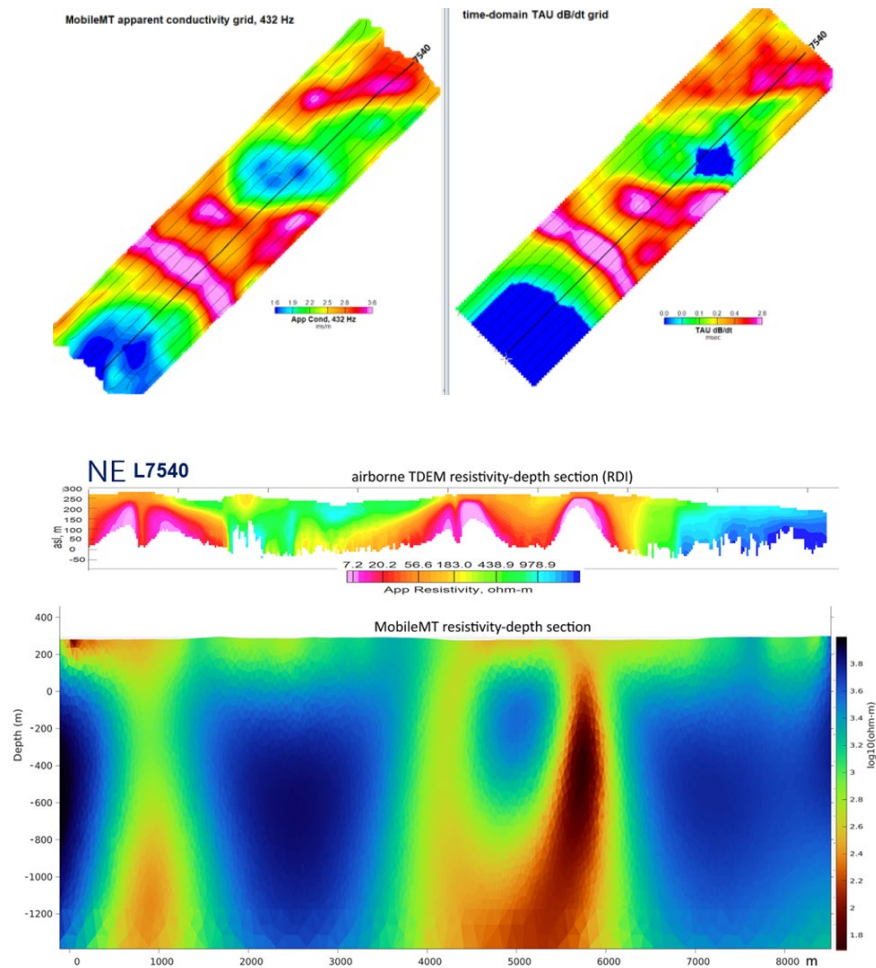 MobileMT apparent conductivity grid, 432 Hz
7540
1.6 1.9 2.2 2.5 2.8 3.6
App Cond, 432 Hz
ms/m
time-domain TAU dB/dt grid
7540
0.0 0.0 0.1 0.2 0.4 2.6
TAU dB/dt
msec
NE L7540
airborne TDEM resistivity-depth section (RDI)
300
250
200
150
100
50
0
-50
asl, m
7.2 20.2 56.6 183.0 438.9 978.9
App Resistivity, ohm-m
MobileMT resistivity-depth section
400
200
0
-200
-400
-600
-800
-1000
-1200
Depth (m)
0 1000 2000 3000 4000 5000 6000 7000 8000 m
3.8
3.6
3.4
3.2
3
2.8
2.6
2.4
2.2
2
1.8
log10(ohm-m)